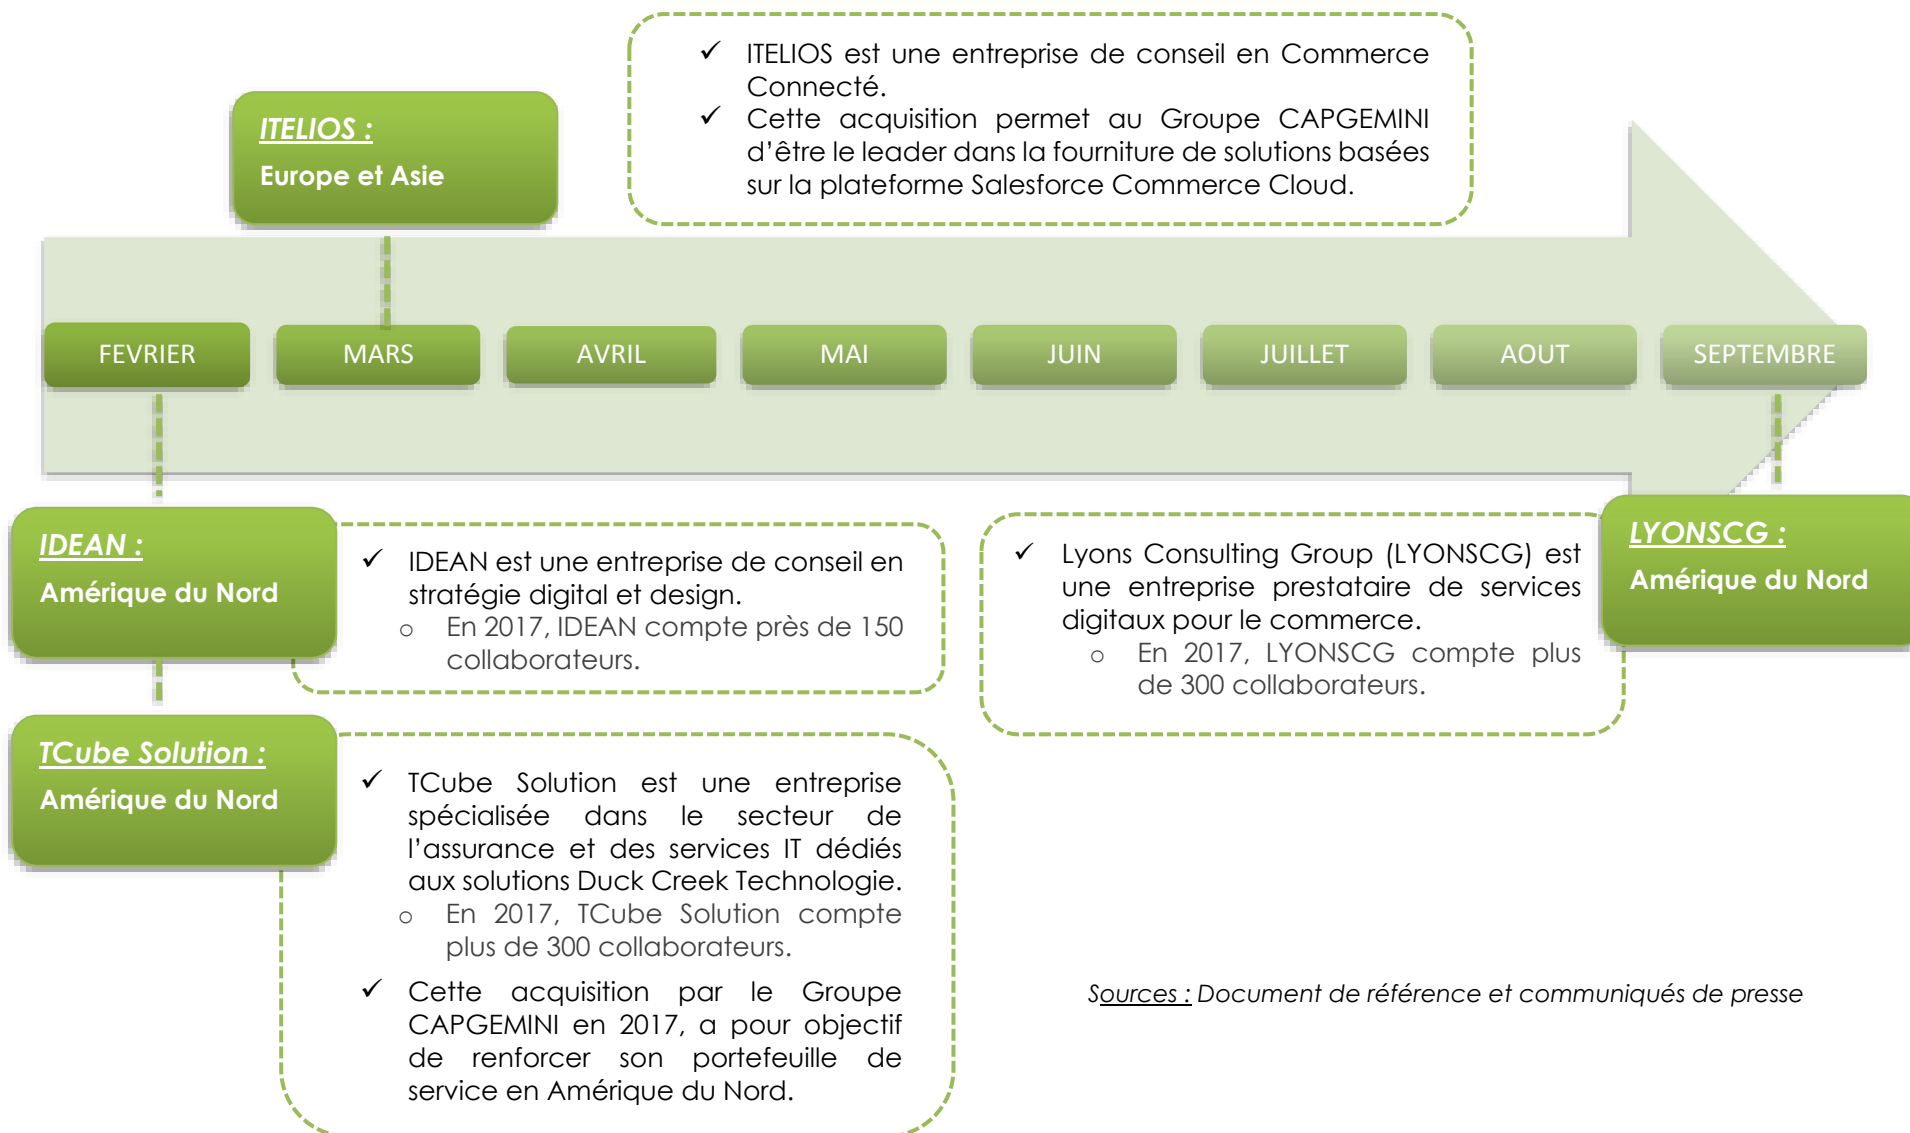 ✓ ITELIOS est une entreprise de conseil en Commerce
Connecté.
✓ Cette acquisition permet au Groupe CAPGEMINI
d’être le leader dans la fourniture de solutions basées
sur la plateforme Salesforce Commerce Cloud.
ITELIOS :
Europe et Asie
FEVRIER
MARS
AVRIL
MAI
JUIN
JUILLET
AOUT
SEPTEMBRE
IDEAN :
Amérique du Nord
✓ IDEAN est une entreprise de conseil en
stratégie digital et design.
o En 2017, IDEAN compte près de 150
collaborateurs.
✓ Lyons Consulting Group (LYONSCG) est
une entreprise prestataire de services
digitaux pour le commerce.
o En 2017, LYONSCG compte plus
de 300 collaborateurs.
LYONSCG :
Amérique du Nord
TCube Solution :
Amérique du Nord
✓ TCube Solution est une entreprise
spécialisée dans le secteur de
l’assurance et des services IT dédiés
aux solutions Duck Creek Technologie.
o En 2017, TCube Solution compte
plus de 300 collaborateurs.
✓ Cette acquisition par le Groupe
CAPGEMINI en 2017, a pour objectif
de renforcer son portefeuille de
service en Amérique du Nord.
Sources : Document de référence et communiqués de presse